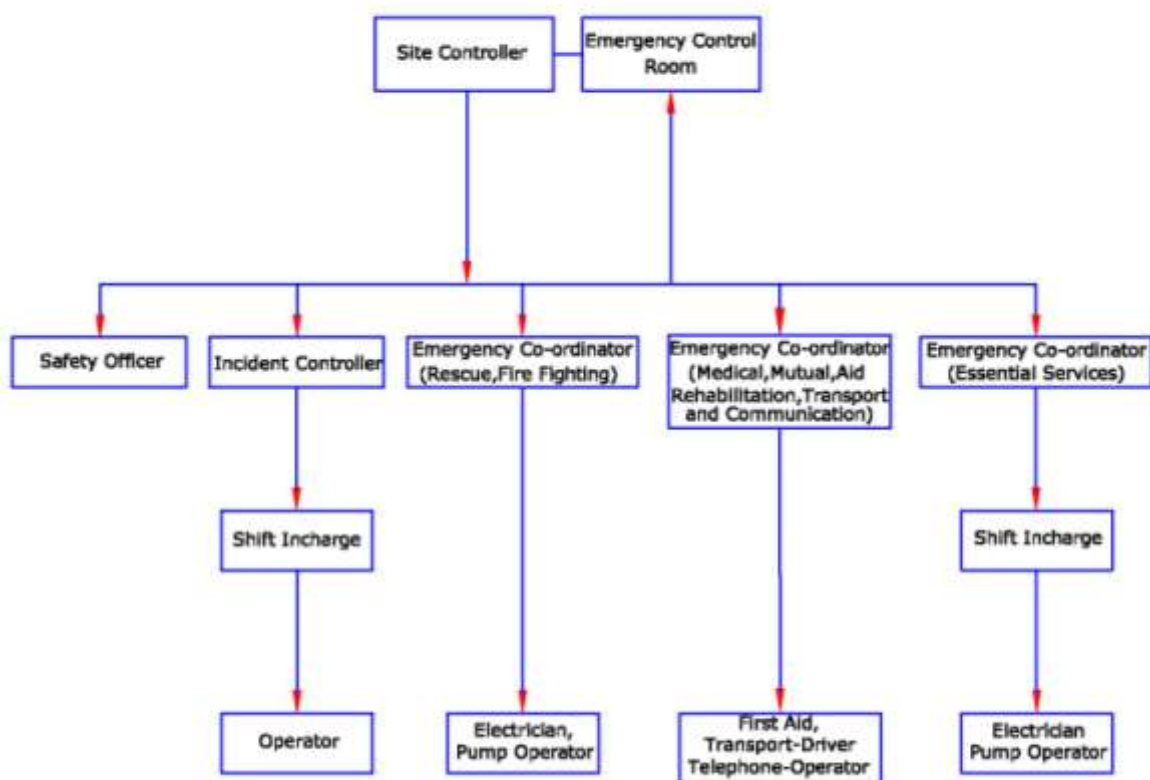 Site Controller
Emergency Control
Room
Safety Officer
Incident Controller
Emergency Co-ordinator
(Rescue,Fire Fighting)
Emergency Co-ordinator
(Medical,Mutual,Aid
Rehabilitation,Transport
and Communication)
Emergency Co-ordinator
(Essential Services)
Shift Incharge
Shift Incharge
Operator
Electrician,
Pump Operator
First Aid,
Transport-Driver
Telephone-Operator
Electrician
Pump Operator